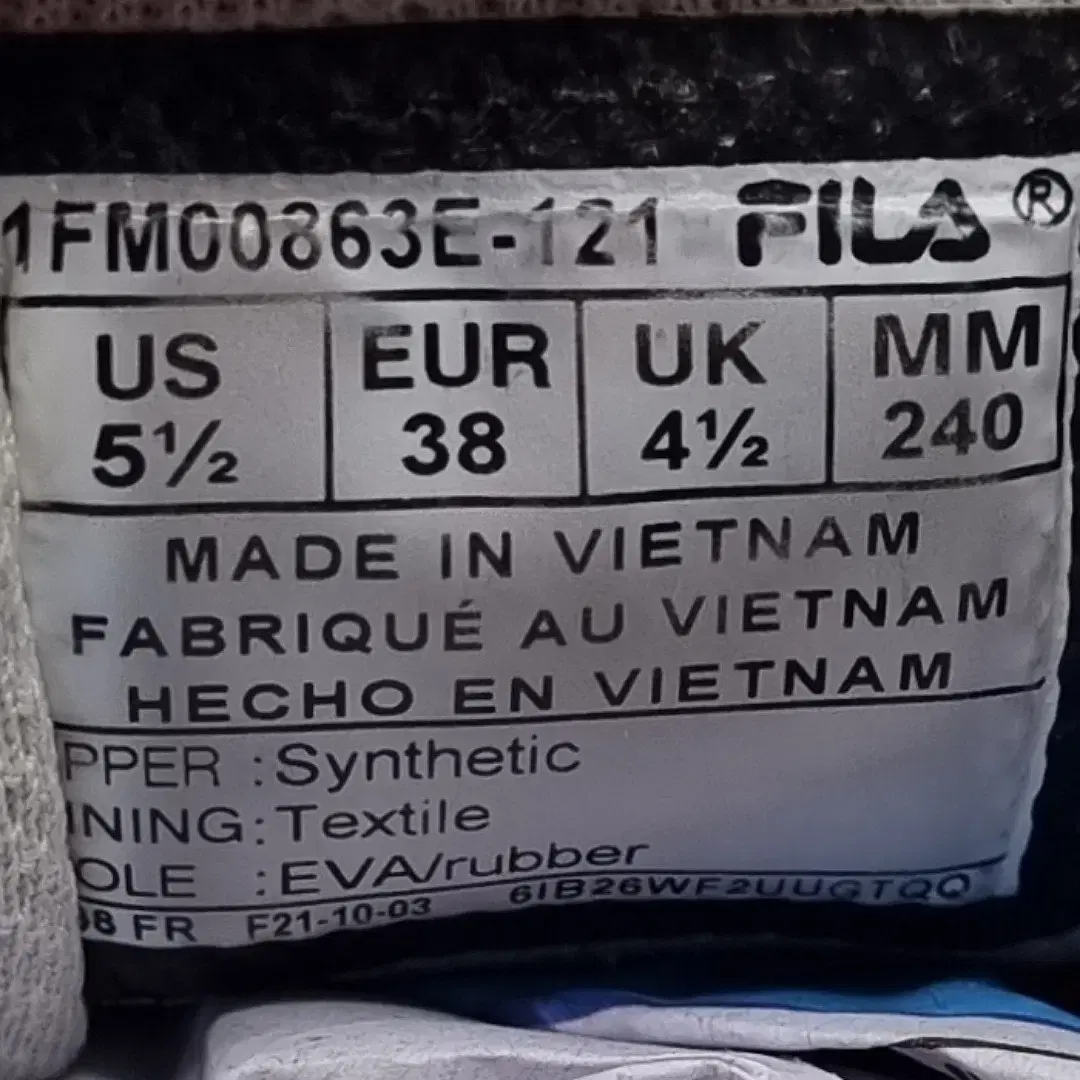 1FM00863E-121 FILA ®
US EUR UK MM
5½ 38 4½ 240
MADE IN VIETNAM
FABRIQUÉ AU VIETNAM
HECHO EN VIETNAM
PPER : Synthetic
INING: Textile
OLE : EVA/rubber
38 FR F21-10-03 6IB26WF2UUGTQQ